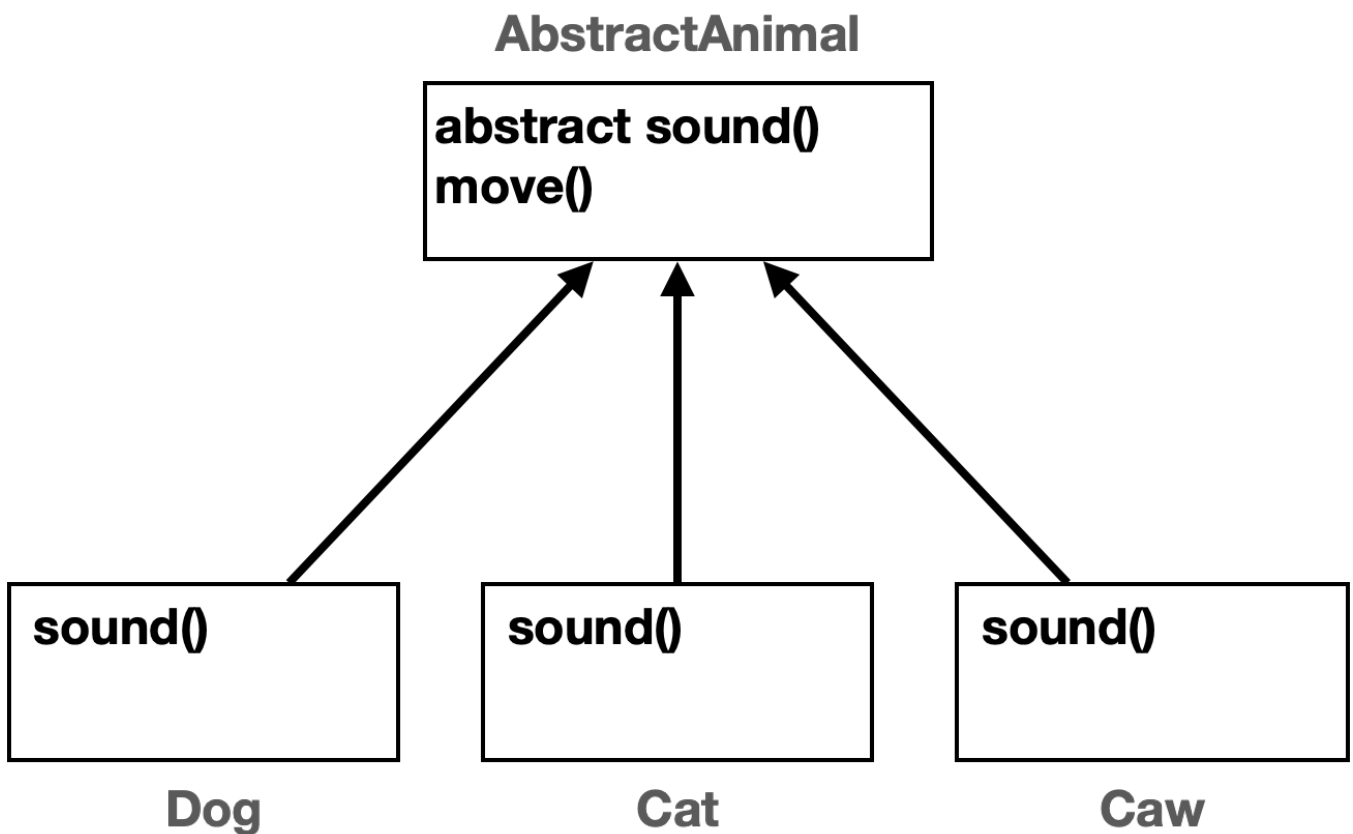 AbstractAnimal
abstract sound()
move()
sound()
sound()
sound()
Dog
Cat
Caw